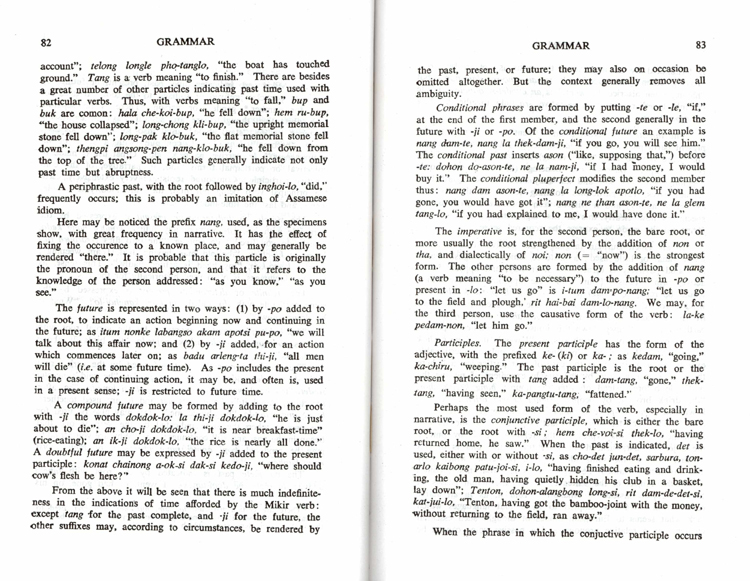 82 GRAMMAR
account"; telong longle pho-tanglo, "the boat has touched
ground." Tang is a verb meaning "to finish." There are besides
a great number of other particles indicating past time used with
particular verbs. Thus, with verbs meaning "to fall," bup and
buk are comon: hala che-koi-bup, "he fell down"; hem ru-bup,
"the house collapsed"; long-chong kli-bup, "the upright memorial
stone fell down"; long-pak klo-buk, "the flat memorial stone fell
down"; thengpi angsong-pen nang-klo-buk, "he fell down from
the top of the tree." Such particles generally indicate not only
past time but abruptness.
A periphrastic past, with the root followed by inghoi-lo, "did,"
frequently occurs; this is probably an imitation of Assamese
idiom.
Here may be noticed the prefix nang, used, as the specimens
show, with great frequency in narrative. It has the effect of
fixing the occurence to a known place, and may generally be
rendered "there." It is probable that this particle is originally
the pronoun of the second person, and that it refers to the
knowledge of the person addressed: "as you know," "as you
see."
The future is represented in two ways: (1) by -po added to
the root, to indicate an action beginning now and continuing in
the future; as itum nonke labangso akam apotsi pu-po, "we will
talk about this affair now; and (2) by -ji added, for an action
which commences later on; as badu arleng-ta thi-ji, "all men
will die" (i.e. at some future time). As -po includes the present
in the case of continuing action, it may be, and often is, used
in a present sense; -ji is restricted to future time.
A compound future may be formed by adding to the root
with -ji the words dokdok-lo: la thi-ji dokdok-lo, "he is just
about to die"; an cho-ji dokdok-lo, "it is near breakfast-time"
(rice-eating); an ik-ji dokdok-lo, "the rice is nearly all done."
A doubtful future may be expressed by -ji added to the present
participle: konat chainong a-ok-si dak-si kedo-ji, "where should
cow's flesh be here?"
From the above it will be seen that there is much indefinite-
ness in the indications of time afforded by the Mikir verb:
except tang for the past complete, and -ji for the future, the
other suffixes may, according to circumstances, be rendered by
GRAMMAR 83
the past, present, or future; they may also on occasion be
omitted altogether. But the context generally removes all
ambiguity.
Conditional phrases are formed by putting -te or -le, "if,"
at the end of the first member, and the second generally in the
future with -ji or -po. Of the conditional future an example is
nang dam-te, nang la thek-dam-ji, "if you go, you will see him."
The conditional past inserts ason ("like, supposing that,") before
-te: dohon do-ason-te, ne la nam-ji, "if I had money, I would
buy it." The conditional pluperfect modifies the second member
thus: nang dam ason-te, nang la long-lok apotlo, "if you had
gone, you would have got it"; nang ne than ason-te, ne la glem
tang-lo, "if you had explained to me, I would have done it."
The imperative is, for the second person, the bare root, or
more usually the root strengthened by the addition of non or
tha, and dialectically of noi: non (= "now") is the strongest
form. The other persons are formed by the addition of nang
(a verb meaning "to be necessary") to the future in -po or
present in -lo: "let us go" is i-tum dam-po-nang; "let us go
to the field and plough,' rit hai-bai dam-lo-nang. We may, for
the third person, use the causative form of the verb: la-ke
pedam-non, "let him go."
Participles. The present participle has the form of the
adjective, with the prefixed ke- (ki) or ka-; as kedam, "going,"
ka-chiru, "weeping." The past participle is the root or the
present participle with tang added : dam-tang, "gone," thek-
tang, "having seen," ka-pangtu-tang, "fattened."
Perhaps the most used form of the verb, especially in
narrative, is the conjunctive participle, which is either the bare
root, or the root with -si; hem che-voi-si thek-lo, "having
returned home, he saw." When the past is indicated, det is
used, either with or without -si, as cho-det jun-det, sarbura, ton-
arlo kaibong patu-joi-si, i-lo, "having finished eating and drink-
ing, the old man, having quietly hidden his club in a basket,
lay down"; Tenton, dohon-alangbong long-si, rit dam-de-det-si,
kat-jui-lo, "Tenton, having got the bamboo-joint with the money,
without returning to the field, ran away."
When the phrase in which the conjuctive participle occurs